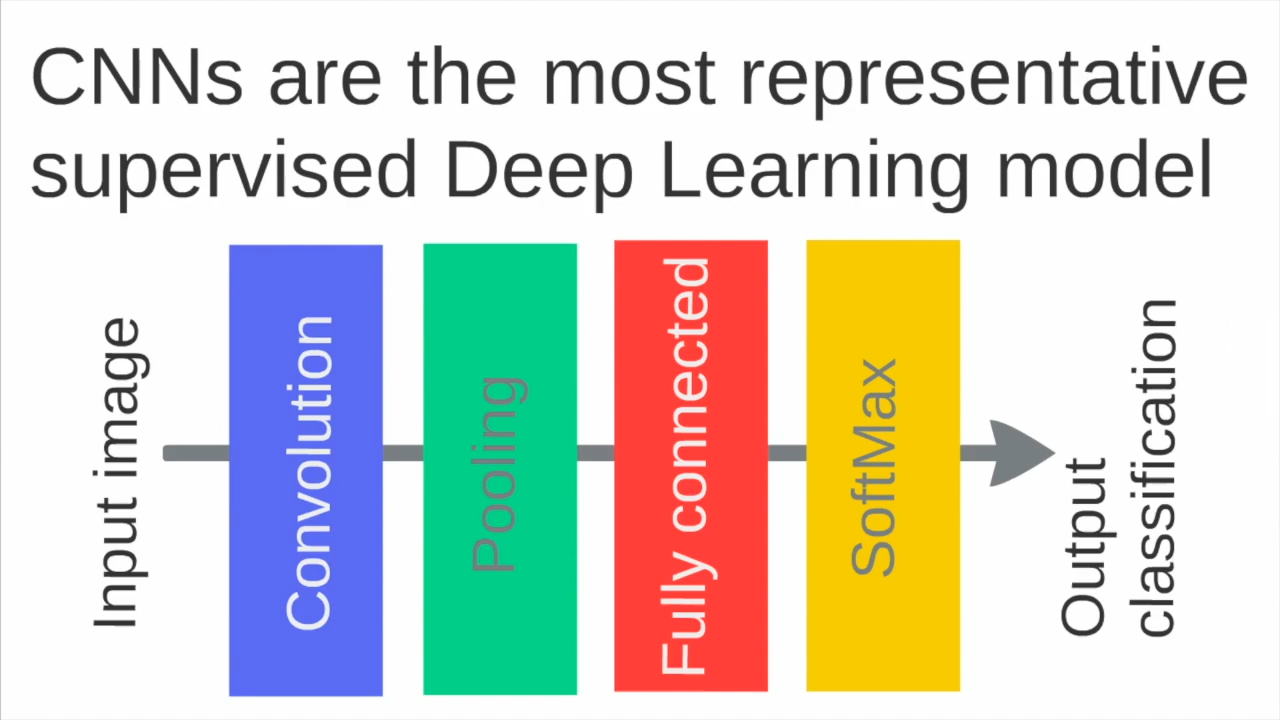 CNNs are the most representative
supervised Deep Learning model
Input image
Convolution
Pooling
Fully connected
SoftMax
Output
classification